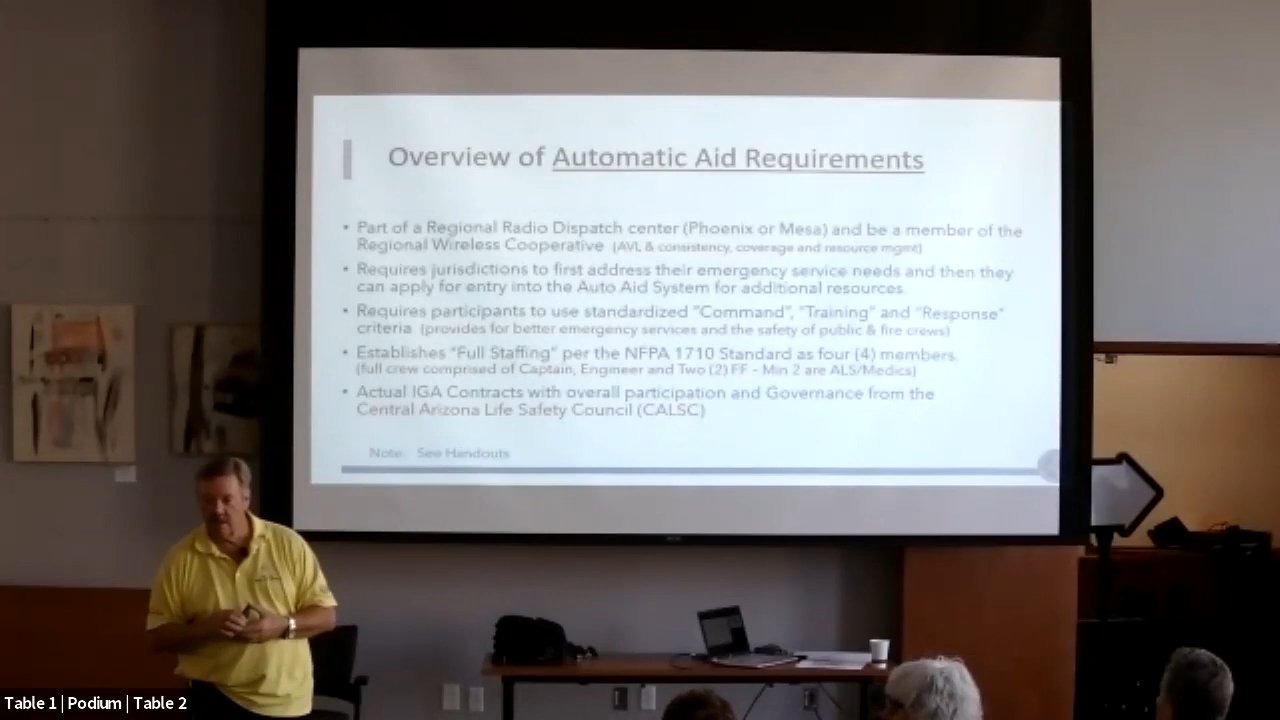 Overview of Automatic Aid Requirements
• Part of a Regional Radio Dispatch center (Phoenix or Mesa) and be a member of the
Regional Wireless Cooperative (AVL & consistency, coverage and resource mgmt)
• Requires jurisdictions to first address their emergency service needs and then they
can apply for entry into the Auto Aid System for additional resources.
• Requires participants to use standardized "Command", "Training" and "Response"
criteria (provides for better emergency services and the safety of public & fire crews)
• Establishes "Full Staffing" per the NFPA 1710 Standard as four (4) members.
(full crew comprised of Captain, Engineer and Two (2) FF - Min 2 are ALS/Medics)
• Actual IGA Contracts with overall participation and Governance from the
Central Arizona Life Safety Council (CALSC)
Note: See Handouts
Table 1 | Podium | Table 2